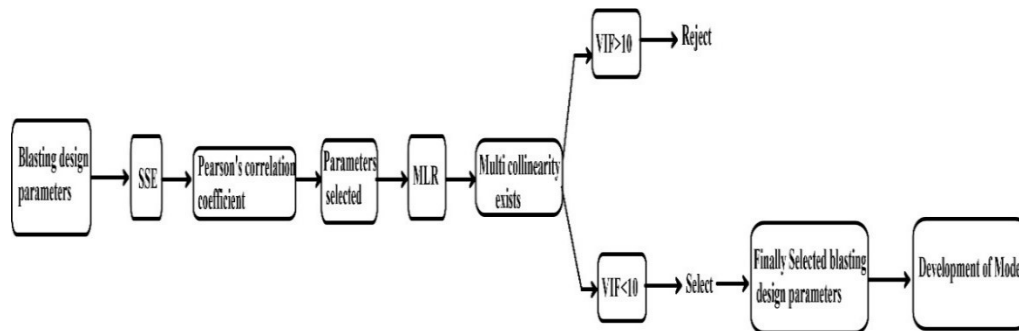 Blasting design
parameters
SSE
Pearson's correlation
coefficient
Parameters
selected
MLR
Multi collinearity
exists
VIF>10
Reject
VIF<10
Select
Finally Selected blasting
design parameters
Development of Mode